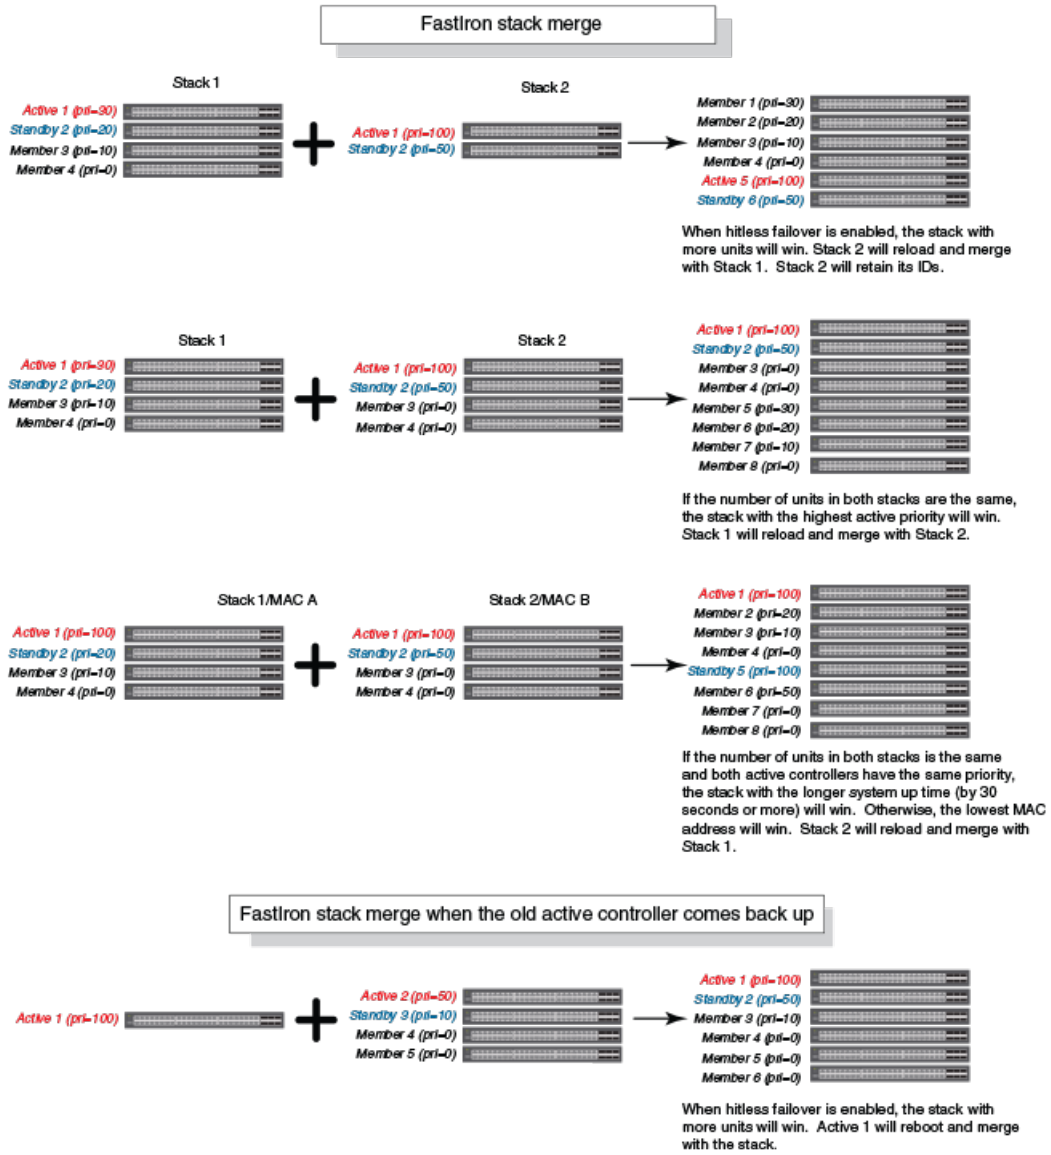 FastIron stack merge
Stack 1
Active 1 (pri=30)
Standby 2 (pri=20)
Member 3 (pri=10)
Member 4 (pri=0)
Stack 2
Active 1 (pri=100)
Standby 2 (pri=50)
Member 1 (pri=30)
Member 2 (pri=20)
Member 3 (pri=10)
Member 4 (pri=0)
Active 5 (pri=100)
Standby 6 (pri=50)
When hitless failover is enabled, the stack with
more units will win. Stack 2 will reload and merge
with Stack 1.  Stack 2 will retain its IDs.
Stack 1
Active 1 (pri=30)
Standby 2 (pri=20)
Member 3 (pri=10)
Member 4 (pri=0)
Stack 2
Active 1 (pri=100)
Standby 2 (pri=50)
Member 3 (pri=0)
Member 4 (pri=0)
Active 1 (pri=100)
Standby 2 (pri=50)
Member 3 (pri=0)
Member 4 (pri=0)
Member 5 (pri=30)
Member 6 (pri=20)
Member 7 (pri=10)
Member 8 (pri=0)
If the number of units in both stacks are the same,
the stack with the highest active priority will win.
Stack 1 will reload and merge with Stack 2.
Stack 1/MAC A
Active 1 (pri=100)
Standby 2 (pri=20)
Member 3 (pri=10)
Member 4 (pri=0)
Stack 2/MAC B
Active 1 (pri=100)
Standby 2 (pri=50)
Member 3 (pri=0)
Member 4 (pri=0)
Active 1 (pri=100)
Member 2 (pri=20)
Member 3 (pri=10)
Member 4 (pri=0)
Standby 5 (pri=100)
Member 6 (pri=50)
Member 7 (pri=0)
Member 8 (pri=0)
If the number of units in both stacks is the same
and both active controllers have the same priority,
the stack with the longer system up time (by 30
seconds or more) will win.  Otherwise, the lowest MAC
address will win.  Stack 2 will reload and merge with
Stack 1.
FastIron stack merge when the old active controller comes back up
Active 1 (pri=100)
Active 2 (pri=50)
Standby 3 (pri=10)
Member 4 (pri=0)
Member 5 (pri=0)
Active 1 (pri=100)
Standby 2 (pri=50)
Member 3 (pri=10)
Member 4 (pri=0)
Member 5 (pri=0)
Member 6 (pri=0)
When hitless failover is enabled, the stack with
more units will win.  Active 1 will reboot and merge
with the stack.